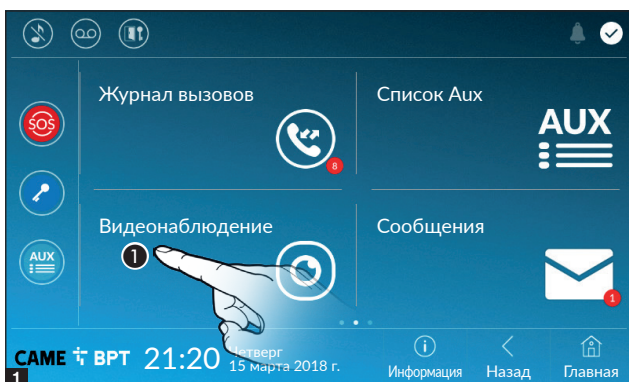 Журнал вызовов
Список Aux
SOS
AUX
8
Видеонаблюдение
Сообщения
1
AUX
1
CAME BPT 21:20
Четверг
15 марта 2018 г.
Информация
Назад
Главная
1